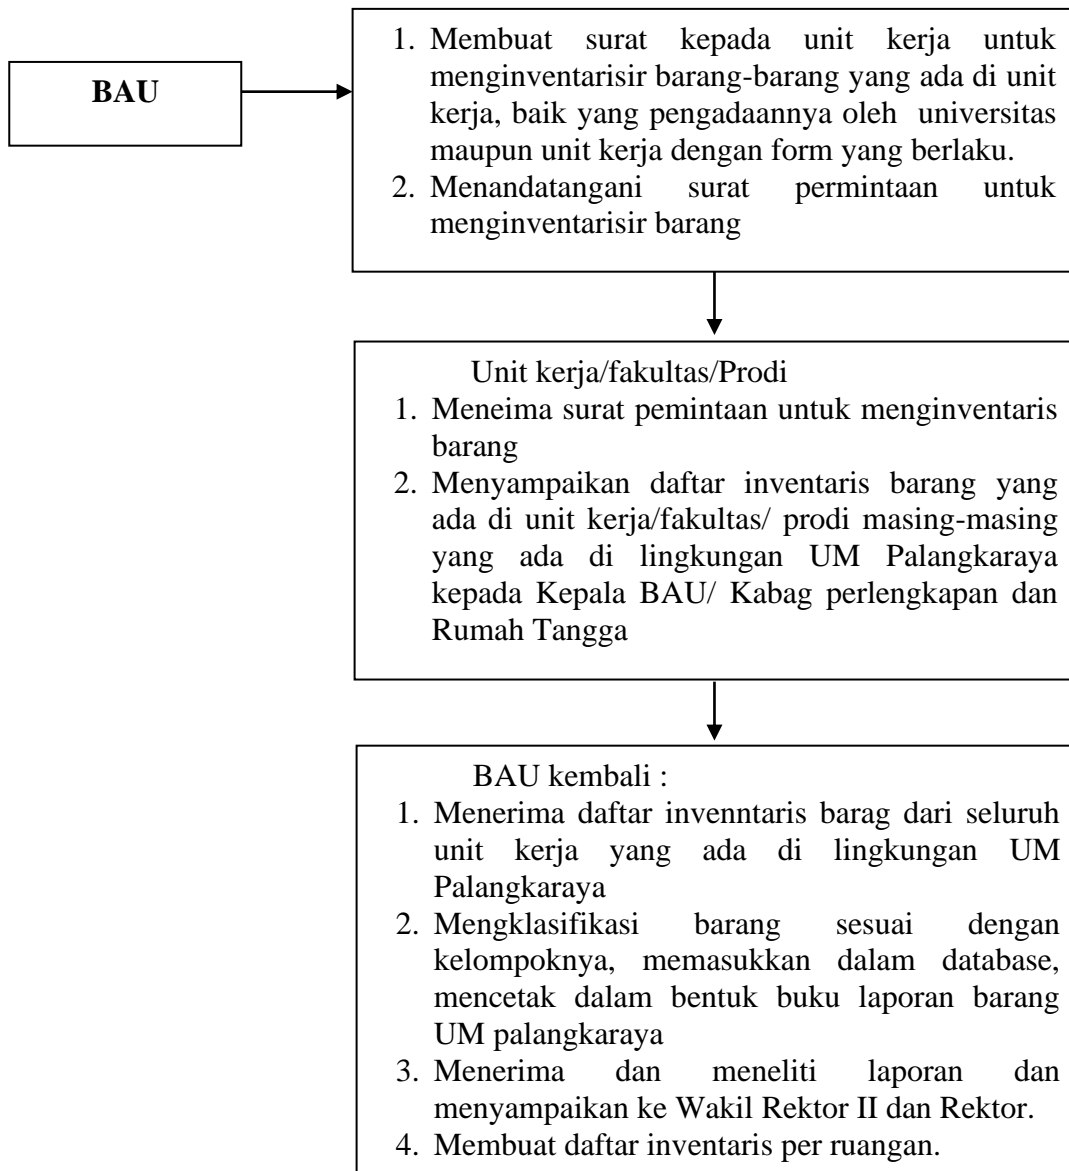 BAU
1. Membuat surat kepada unit kerja untuk
menginventarisir barang-barang yang ada di unit
kerja, baik yang pengadaannya oleh universitas
maupun unit kerja dengan form yang berlaku.
2. Menandatangani surat permintaan untuk
menginventarisir barang
Unit kerja/fakultas/Prodi
1. Meneima surat pemintaan untuk menginventaris
barang
2. Menyampaikan daftar inventaris barang yang
ada di unit kerja/fakultas/ prodi masing-masing
yang ada di lingkungan UM Palangkaraya
kepada Kepala BAU/ Kabag perlengkapan dan
Rumah Tangga
BAU kembali :
1. Menerima daftar invenntaris barag dari seluruh
unit kerja yang ada di lingkungan UM
Palangkaraya
2. Mengklasifikasi barang sesuai dengan
kelompoknya, memasukkan dalam database,
mencetak dalam bentuk buku laporan barang
UM palangkaraya
3. Menerima dan meneliti laporan dan
menyampaikan ke Wakil Rektor II dan Rektor.
4. Membuat daftar inventaris per ruangan.